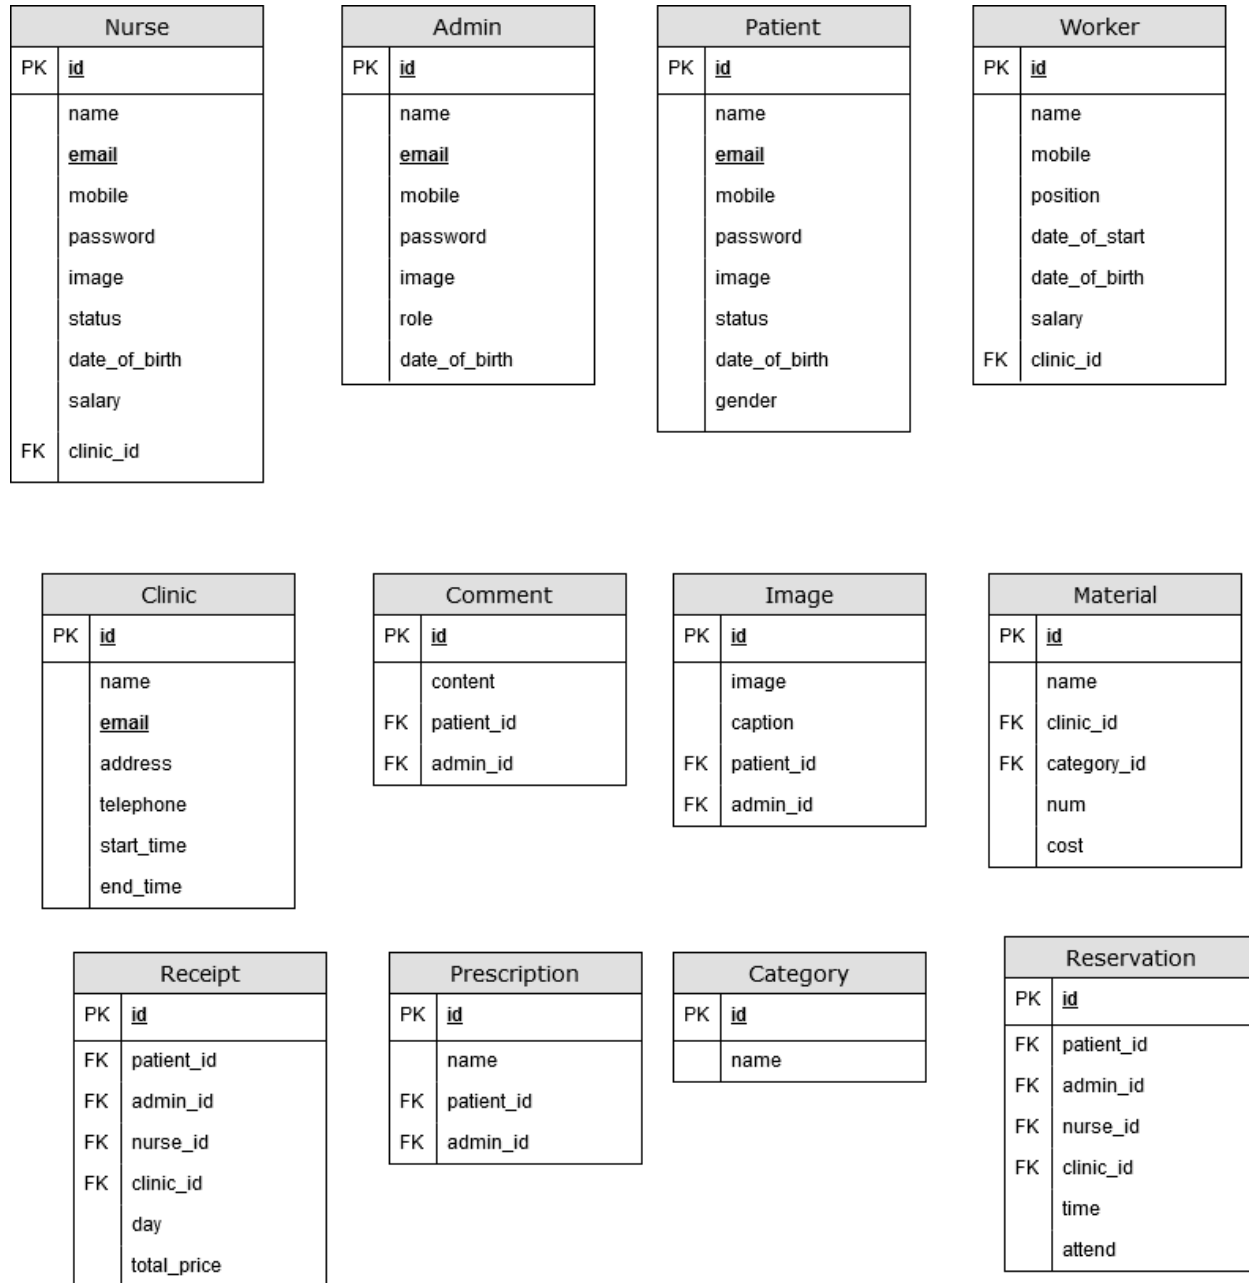 Nurse
PK id
name
email
mobile
password
image
status
date_of_birth
salary
FK clinic_id
Admin
PK id
name
email
mobile
password
image
role
date_of_birth
Patient
PK id
name
email
mobile
password
image
status
date_of_birth
gender
Worker
PK id
name
mobile
position
date_of_start
date_of_birth
salary
FK clinic_id
Clinic
PK id
name
email
address
telephone
start_time
end_time
Comment
PK id
content
FK patient_id
FK admin_id
Image
PK id
image
caption
FK patient_id
FK admin_id
Material
PK id
name
FK clinic_id
FK category_id
num
cost
Receipt
PK id
FK patient_id
FK admin_id
FK nurse_id
FK clinic_id
day
total_price
Prescription
PK id
name
FK patient_id
FK admin_id
Category
PK id
name
Reservation
PK id
FK patient_id
FK admin_id
FK nurse_id
FK clinic_id
time
attend